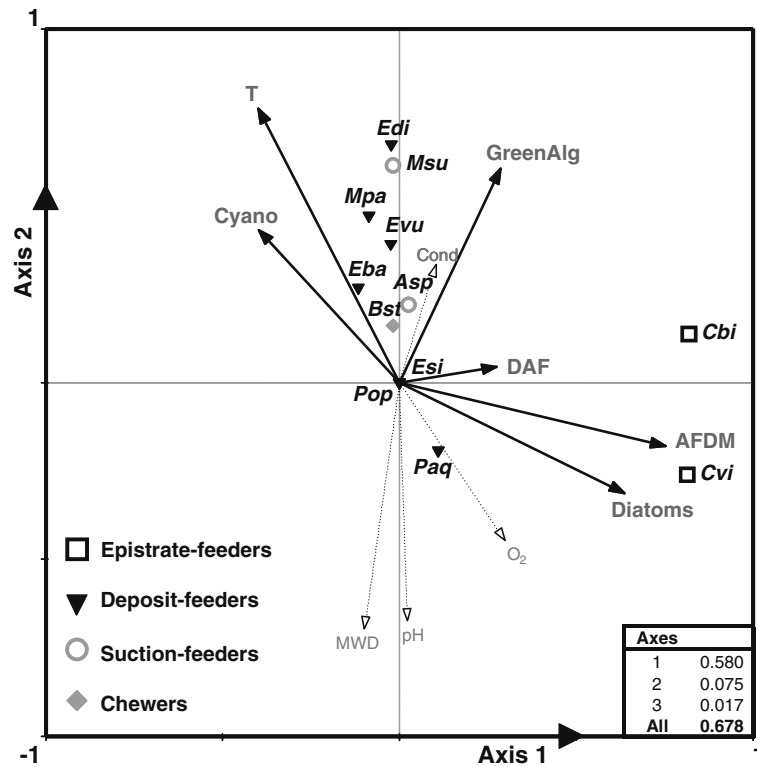 1
T
Edi
Msu
GreenAlg
Mpa
Cyano
Evu
Cond
Eba
Asp
Bst
Axis 2
Cbi
Esi
DAF
Pop
AFDM
Paq
Cvi
Diatoms
O2
MWD
pH
Epistrate-feeders
Deposit-feeders
Suction-feeders
Chewers
Axes
1 0.580
2 0.075
3 0.017
All 0.678
-1
Axis 1
1